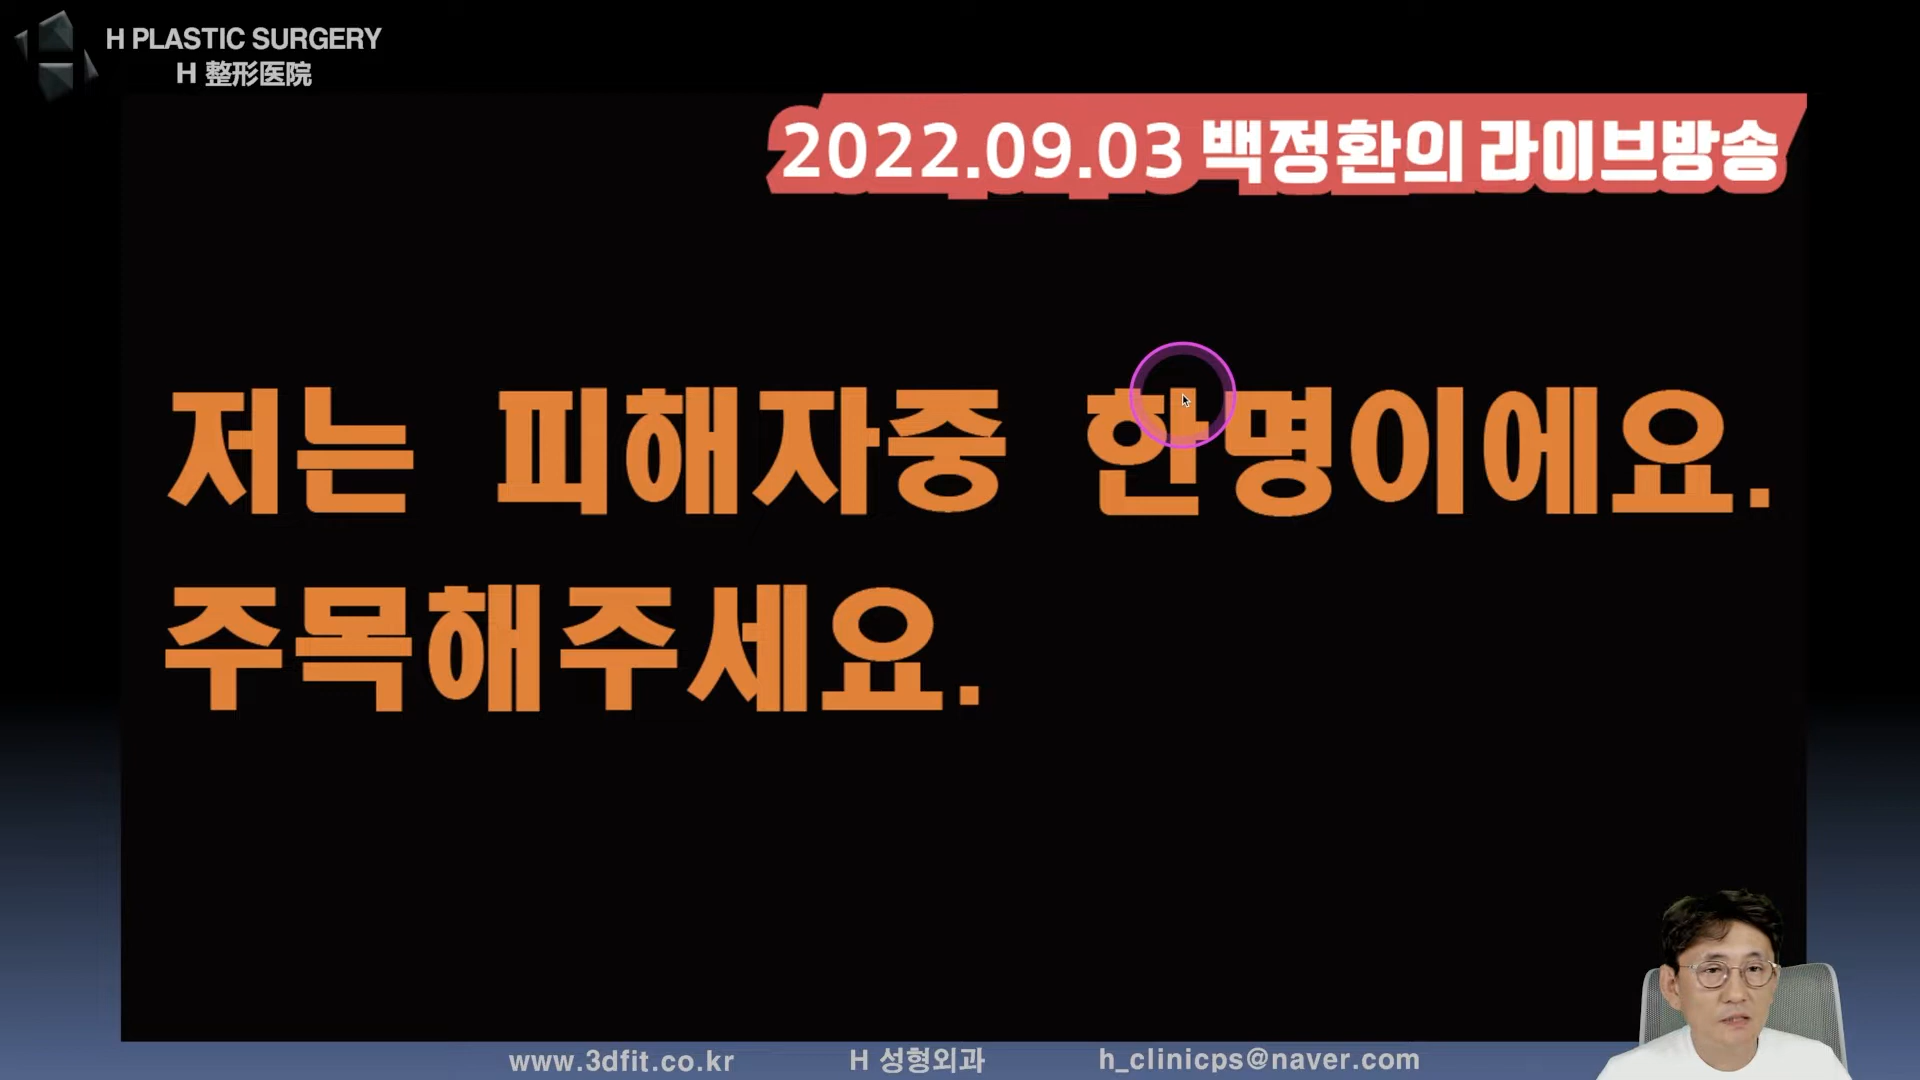 H PLASTIC SURGERY
H 整形医院
2022.09.03 백정환의 라이브방송
저는 피해자중 한명이에요.
주목해주세요.
www.3dfit.co.kr H 성형외과 h_clinicps@naver.com